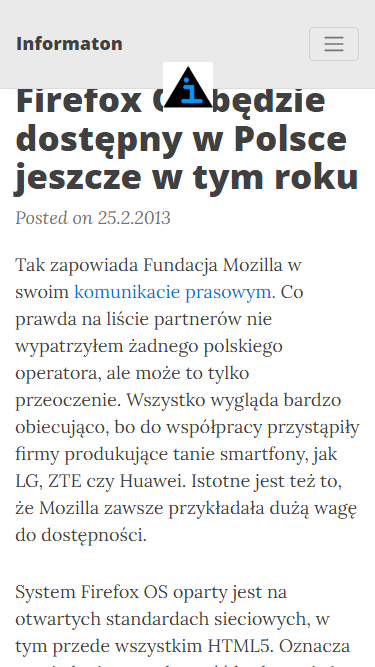 Informaton
Firefox będzie
dostępny w Polsce
jeszcze w tym roku
Posted on 25.2.2013
Tak zapowiada Fundacja Mozilla w
swoim komunikacie prasowym. Co
prawda na liście partnerów nie
wypatrzyłem żadnego polskiego
operatora, ale może to tylko
przeoczenie. Wszystko wygląda bardzo
obiecująco, bo do współpracy przystąpiły
firmy produkujące tanie smartfony, jak
LG, ZTE czy Huawei. Istotne jest też to,
że Mozilla zawsze przykładała dużą wagę
do dostępności.
System Firefox OS oparty jest na
otwartych standardach sieciowych, w
tym przede wszystkim HTML5. Oznacza